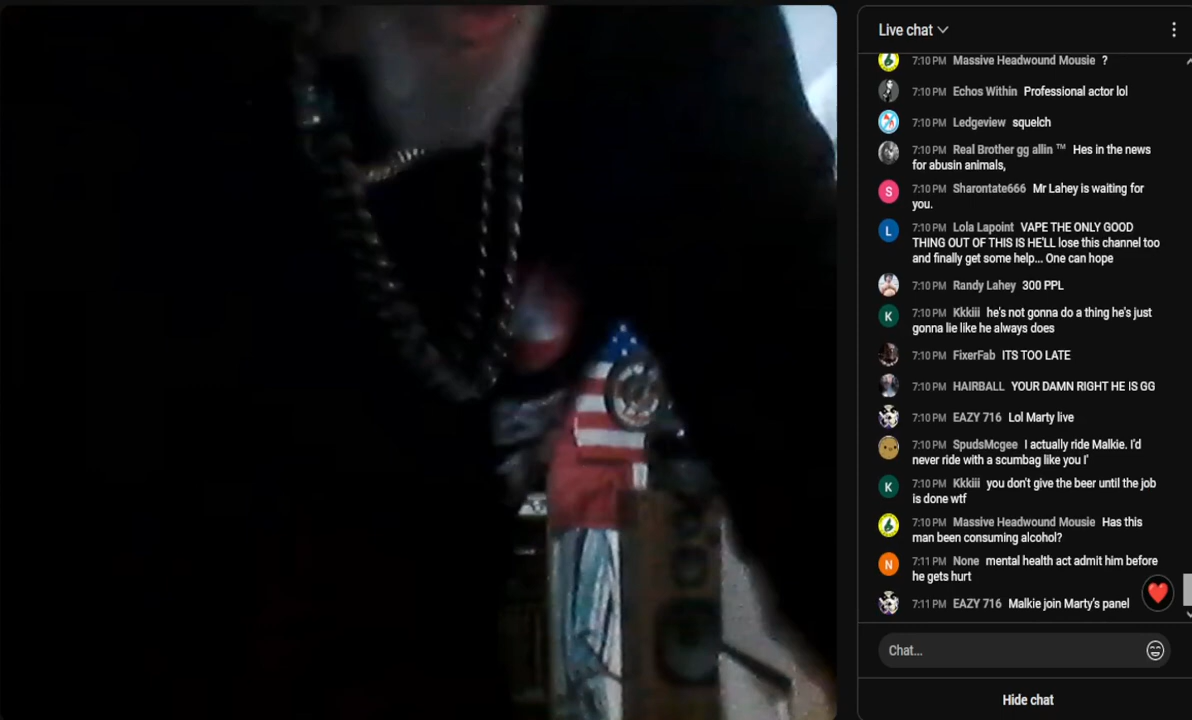 Live chat
7:10 PM Massive Headwound Mousie ?
7:10 PM Echos Within Professional actor lol
7:10 PM Ledgeview squelch
7:10 PM Real Brother gg allin ™ Hes in the news
for abusin animals,
7:10 PM Sharontate666 Mr Lahey is waiting for
you.
7:10 PM Lola Lapoint VAPE THE ONLY GOOD
THING OUT OF THIS IS HE'LL lose this channel too
and finally get some help... One can hope
7:10 PM Randy Lahey 300 PPL
7:10 PM Kkkiii he's not gonna do a thing he's just
gonna lie like he always does
7:10 PM FixerFab ITS TOO LATE
7:10 PM HAIRBALL YOUR DAMN RIGHT HE IS GG
7:10 PM EAZY 716 Lol Marty live
7:10 PM SpudsMcgee I actually ride Malkie. I'd
never ride with a scumbag like you I'
7:10 PM Kkkiii you don't give the beer until the job
is done wtf
7:10 PM Massive Headwound Mousie Has this
man been consuming alcohol?
7:11 PM None mental health act admit him before
he gets hurt
7:11 PM EAZY 716 Malkie join Marty's panel
Chat...
Hide chat